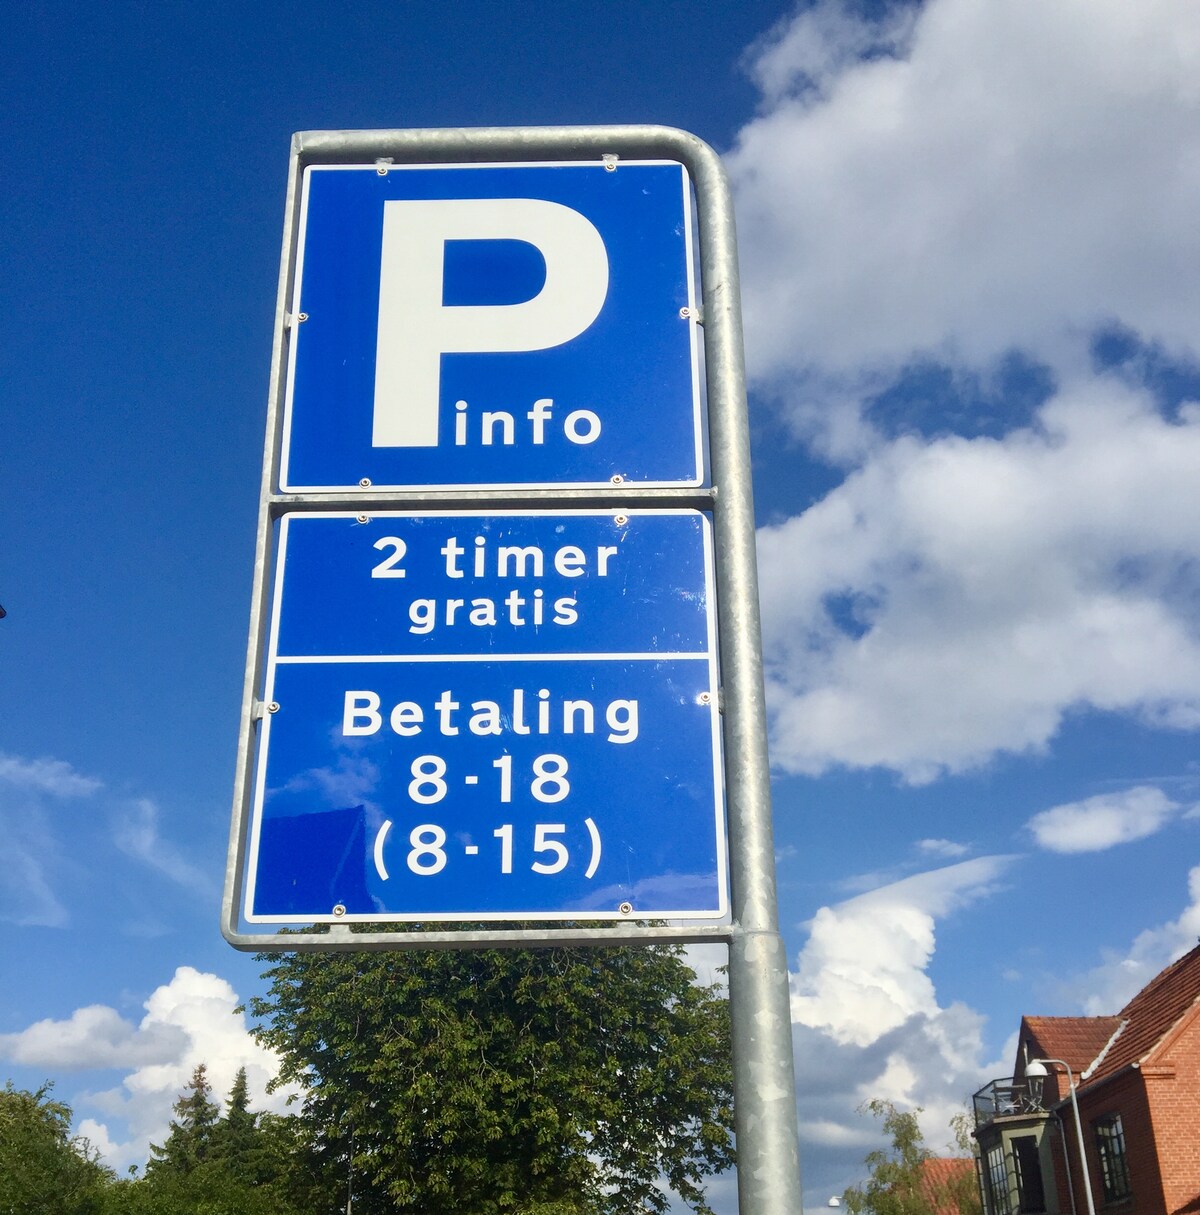 P info
2 timer
gratis
Betaling
8-18
(8-15)